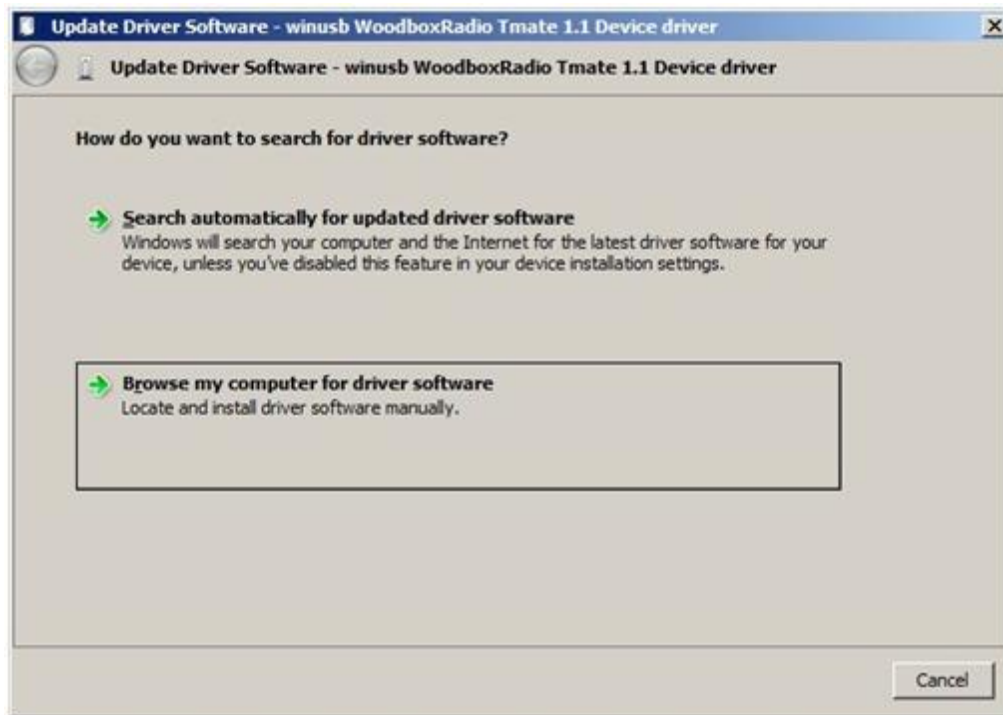 Update Driver Software - winusb WoodboxRadio Tmate 1.1 Device driver
Update Driver Software - winusb WoodboxRadio Tmate 1.1 Device driver
How do you want to search for driver software?
Search automatically for updated driver software
Windows will search your computer and the Internet for the latest driver software for your
device, unless you've disabled this feature in your device installation settings.
Browse my computer for driver software
Locate and install driver software manually.
Cancel